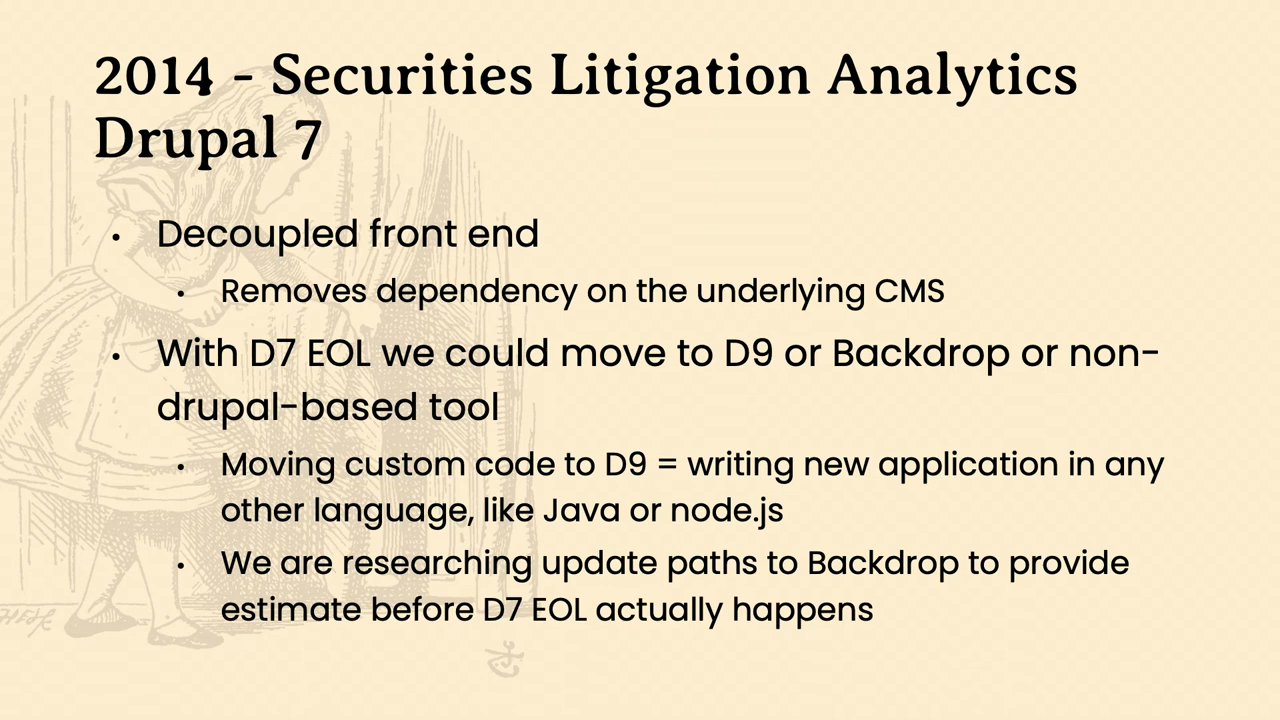 2014 - Securities Litigation Analytics
Drupal 7
• Decoupled front end
• Removes dependency on the underlying CMS
• With D7 EOL we could move to D9 or Backdrop or non-
drupal-based tool
• Moving custom code to D9 = writing new application in any
other language, like Java or node.js
• We are researching update paths to Backdrop to provide
estimate before D7 EOL actually happens